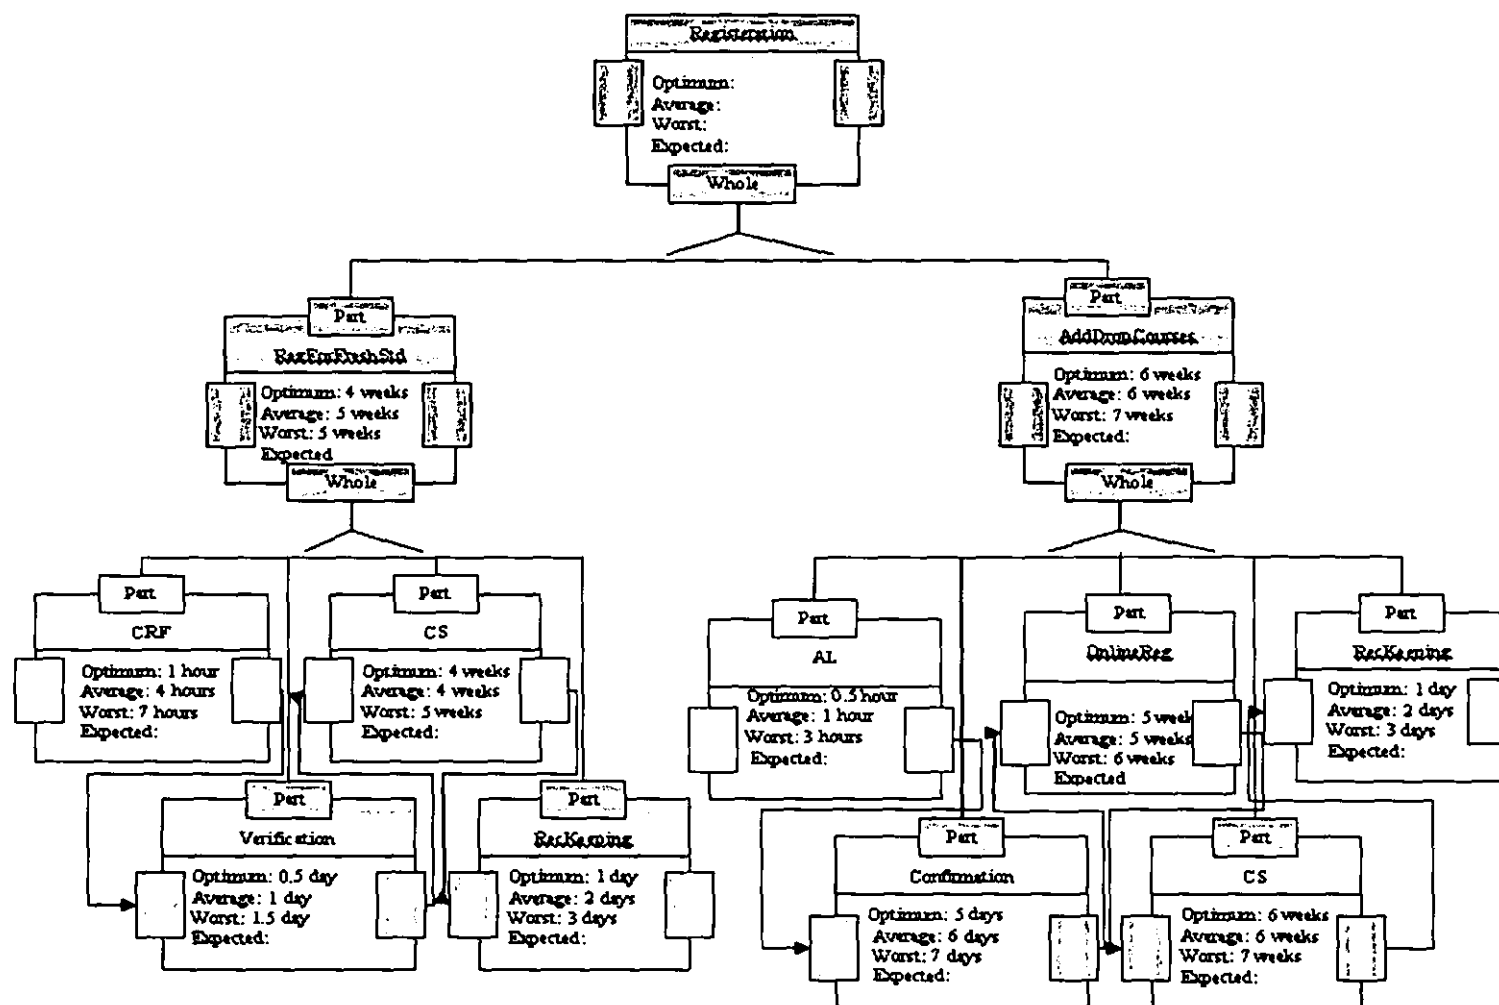 Registeration
Optimum:
Average:
Worst:
Expected:
Whole
Part
RegForFreshStd
Optimum: 4 weeks
Average: 5 weeks
Worst: 5 weeks
Expected
Whole
Part
AddDropCourses
Optimum: 6 weeks
Average: 6 weeks
Worst: 7 weeks
Expected:
Whole
Part
CRF
Optimum: 1 hour
Average: 4 hours
Worst: 7 hours
Expected:
Part
CS
Optimum: 4 weeks
Average: 4 weeks
Worst: 5 weeks
Expected:
Part
Verification
Optimum: 0.5 day
Average: 1 day
Worst: 1.5 day
Expected:
Part
RecKeeping
Optimum: 1 day
Average: 2 days
Worst: 3 days
Expected:
Part
AL
Optimum: 0.5 hour
Average: 1 hour
Worst: 3 hours
Expected:
Part
OnlineReg
Optimum: 5 week
Average: 5 weeks
Worst: 6 weeks
Expected
Part
RecKeeping
Optimum: 1 day
Average: 2 days
Worst: 3 days
Expected:
Part
Confirmation
Optimum: 5 days
Average: 6 days
Worst: 7 days
Expected:
Part
CS
Optimum: 6 weeks
Average: 6 weeks
Worst: 7 weeks
Expected: